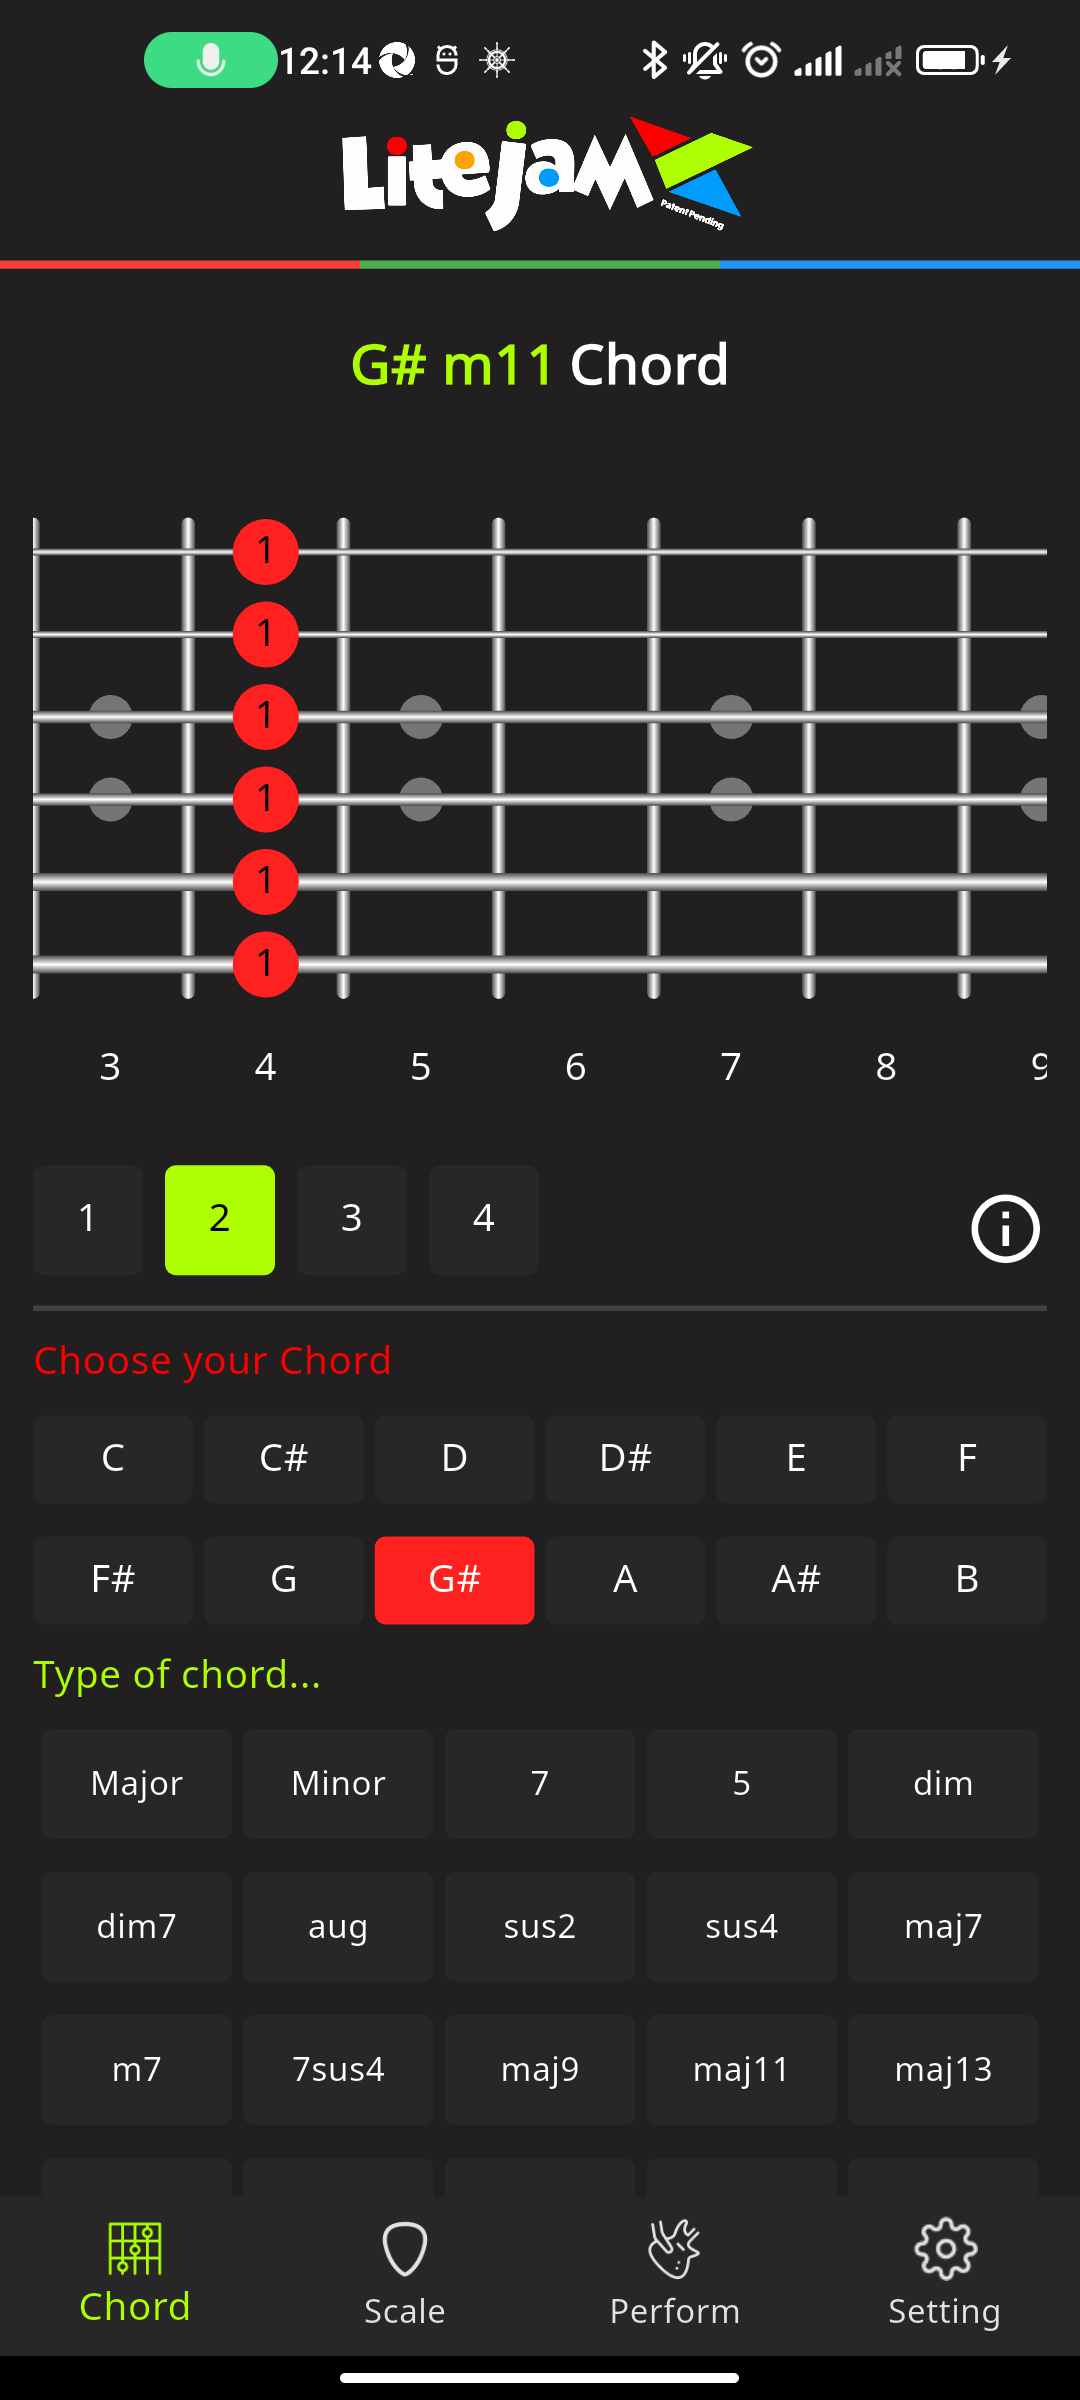 12:14
LiteJam
Patent Pending
G# m11 Chord
1
1
1
1
1
1
3 4 5 6 7 8 9
1 2 3 4
Choose your Chord
C C# D D# E F
F# G G# A A# B
Type of chord...
Major Minor 7 5 dim
dim7 aug sus2 sus4 maj7
m7 7sus4 maj9 maj11 maj13
Chord Scale Perform Setting